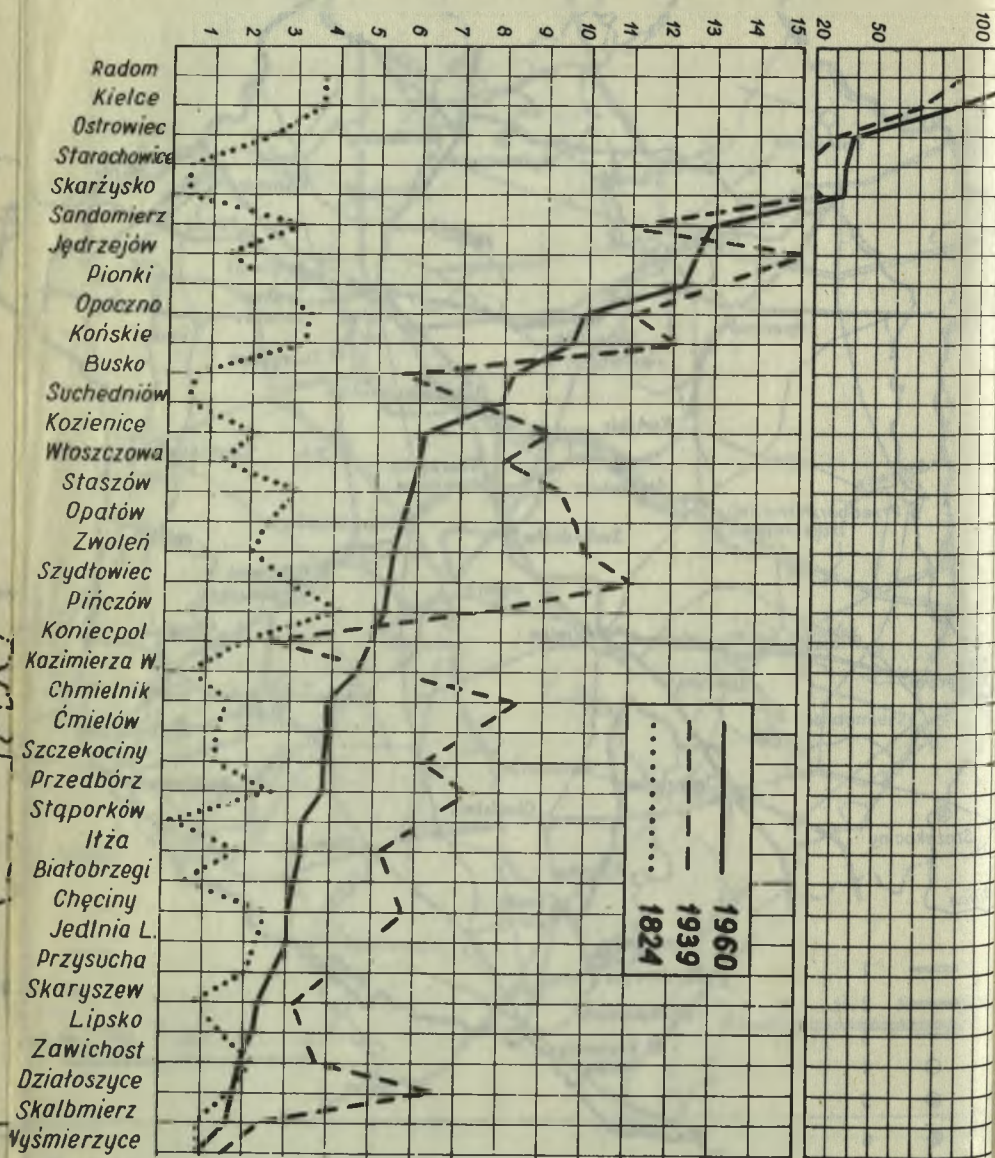 1 2 3 4 5 6 7 8 9 10 11 12 13 14 15 20 50 100
Radom
Kielce
Ostrowiec
Starachowice
Skarżysko
Sandomierz
Jędrzejów
Pionki
Opoczno
Końskie
Busko
Suchedniów
Kozienice
Włoszczowa
Staszów
Opatów
Zwoleń
Szydłowiec
Pińczów
Koniecpol
Kazimierza W.
Chmielnik
Ćmielów
Szczekociny
Przedbórz
Stąporków
Iłża
Białobrzegi
Chęciny
Jedlnia L.
Przysucha
Skaryszew
Lipsko
Zawichost
Działoszyce
Skalbmierz
Wyśmierzyce
1960
1939
1824